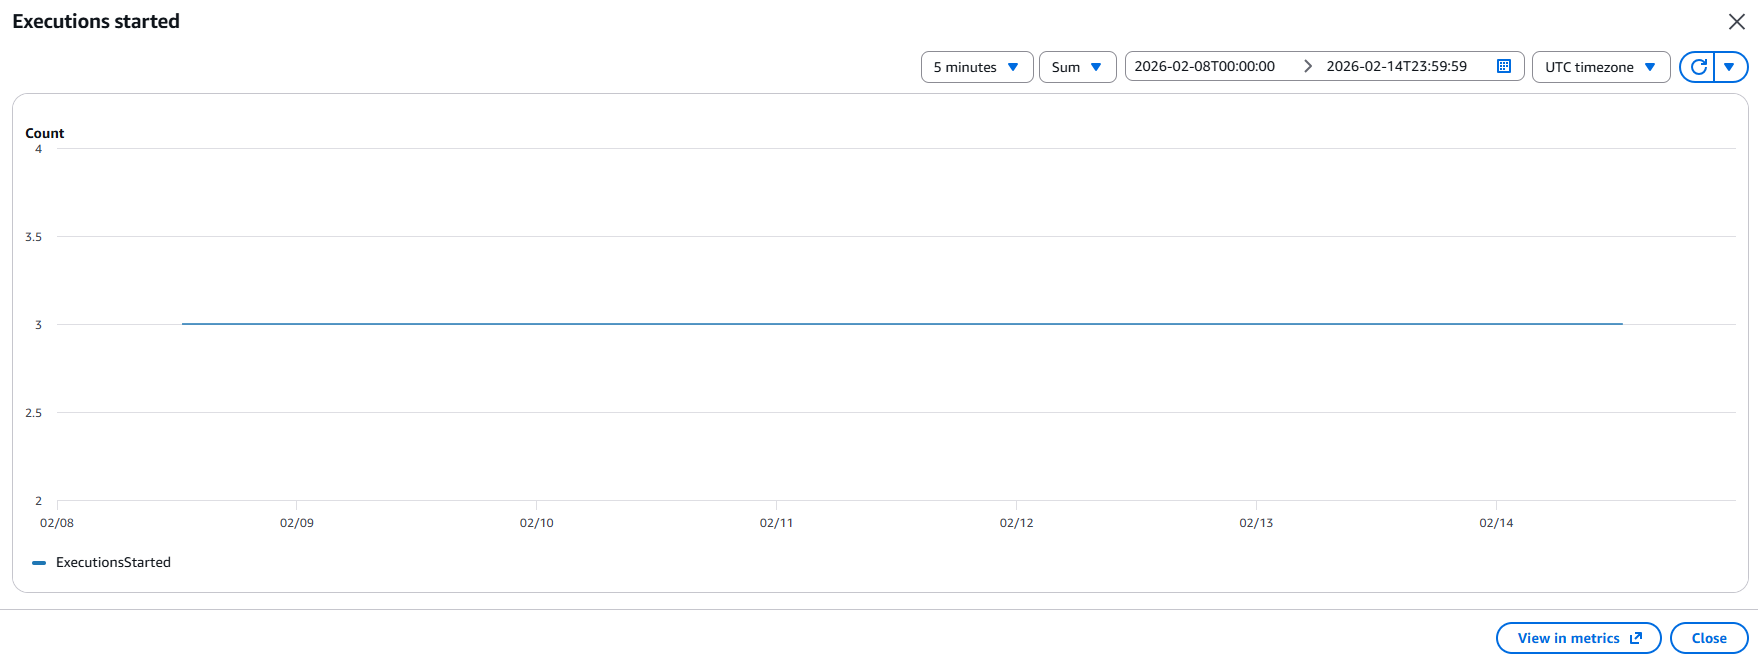 Executions started
5 minutes Sum 2026-02-08T00:00:00 2026-02-14T23:59:59 UTC timezone
Count
4
3.5
3
2.5
2
02/08 02/09 02/10 02/11 02/12 02/13 02/14
ExecutionsStarted
View in metrics Close